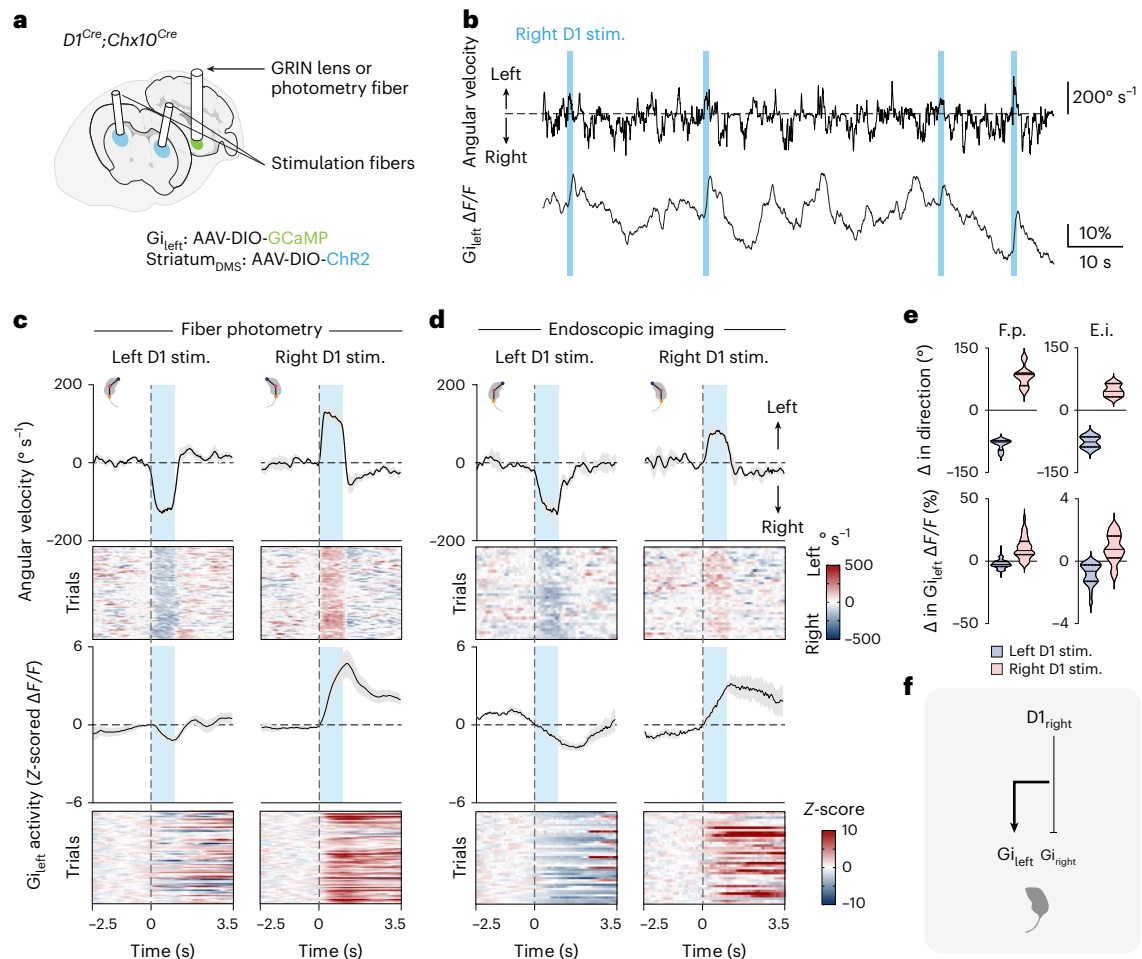 a
D1Cre;Chx10Cre
GRIN lens or
photometry fiber
Stimulation fibers
Gileft: AAV-DIO-GCaMP
StriatumDMS: AAV-DIO-ChR2
b
Right D1 stim.
Angular velocity
Left
Right
200° s–1
Gileft ΔF/F
10%
10 s
c
Fiber photometry
Left D1 stim.
Right D1 stim.
Angular velocity (° s–1)
200
0
–200
Trials
Gileft activity (Z-scored ΔF/F)
6
0
–6
Trials
–2.5
0
3.5
–2.5
0
3.5
Time (s)
Time (s)
d
Endoscopic imaging
Left D1 stim.
Right D1 stim.
Left
Right
Trials
Left
Right
° s–1
500
0
–500
Trials
Z-score
10
0
–10
–2.5
0
3.5
–2.5
0
3.5
Time (s)
Time (s)
e
F.p.
E.i.
Δ in direction (°)
150
0
–150
150
0
–150
Δ in Gileft ΔF/F (%)
50
0
–50
4
0
–4
Left D1 stim.
Right D1 stim.
f
D1right
Gileft
Giright